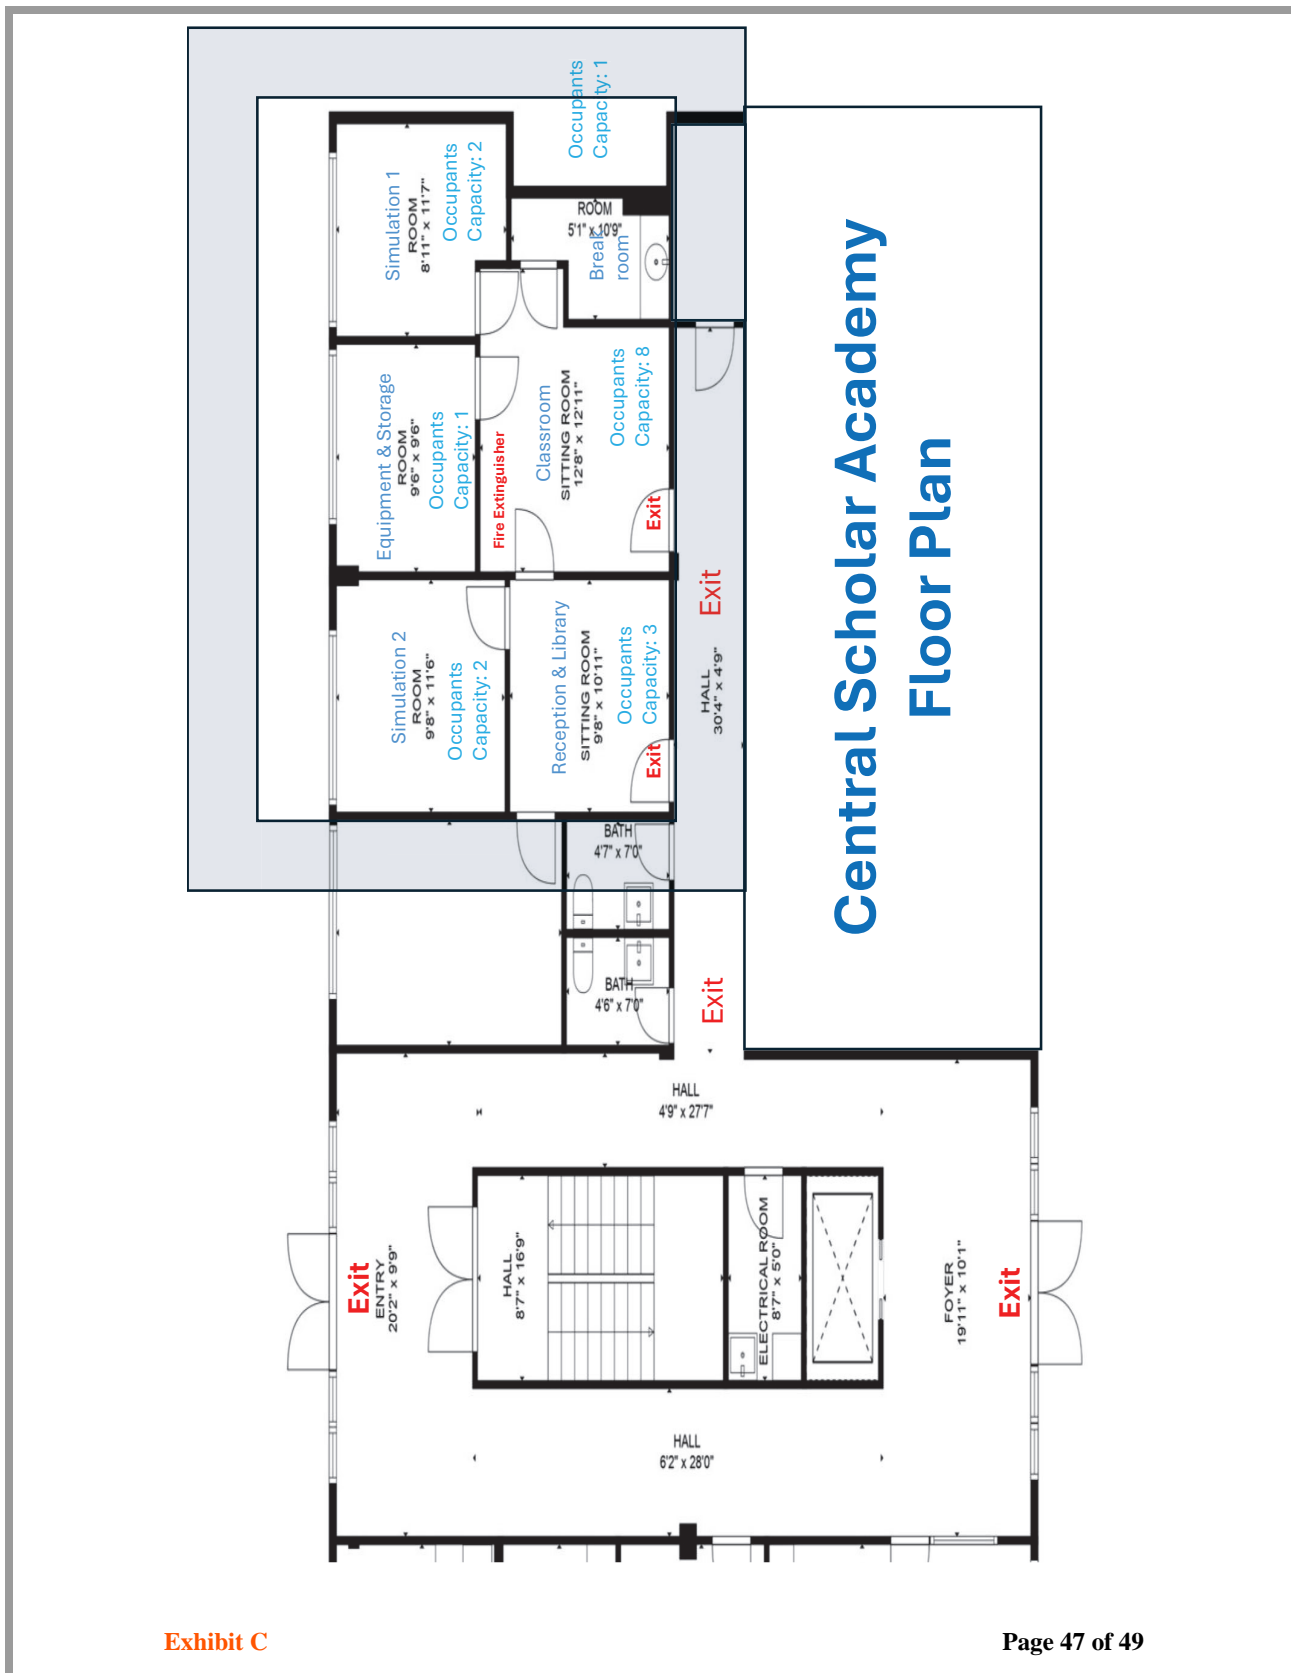 Central Scholar Academy
Floor Plan
Occupants
Capacity: 1
Simulation 1
ROOM
8'11" x 11'7"
Occupants
Capacity: 2
ROOM
5'1" x 10'9"
Break
room
Equipment & Storage
ROOM
9'6" x 9'6"
Occupants
Capacity: 1
Fire Extinguisher
Classroom
SITTING ROOM
12'8" x 12'11"
Occupants
Capacity: 8
Exit
Simulation 2
ROOM
9'8" x 11'6"
Occupants
Capacity: 2
Reception & Library
SITTING ROOM
9'8" x 10'11"
Occupants
Capacity: 3
Exit
Exit
HALL
30'4" x 4'9"
BATH
4'7" x 7'0"
BATH
4'6" x 7'0"
Exit
HALL
4'9" x 27'7"
Exit
ENTRY
20'2" x 9'9"
HALL
8'7" x 16'9"
ELECTRICAL ROOM
8'7" x 5'0"
FOYER
19'11" x 10'1"
Exit
HALL
6'2" x 28'0"
Exhibit C
Page 47 of 49